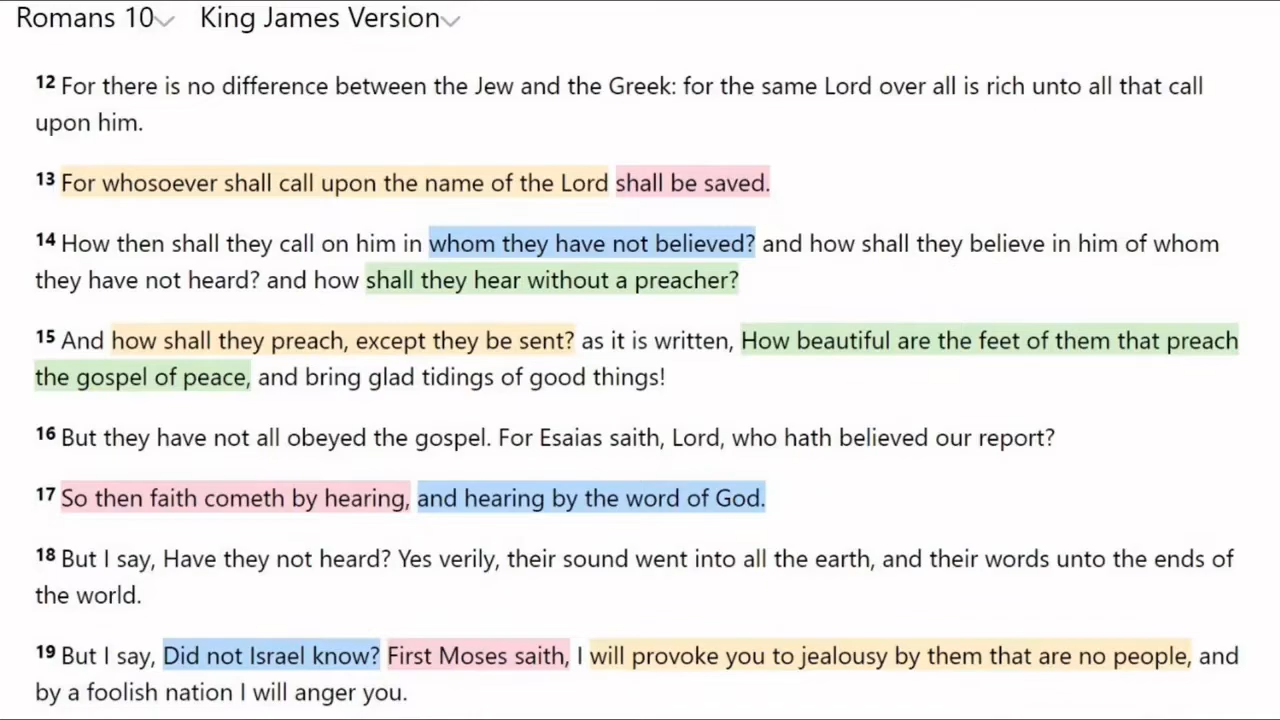 Romans 10 King James Version
12 For there is no difference between the Jew and the Greek: for the same Lord over all is rich unto all that call
upon him.
13 For whosoever shall call upon the name of the Lord shall be saved.
14 How then shall they call on him in whom they have not believed? and how shall they believe in him of whom
they have not heard? and how shall they hear without a preacher?
15 And how shall they preach, except they be sent? as it is written, How beautiful are the feet of them that preach
the gospel of peace, and bring glad tidings of good things!
16 But they have not all obeyed the gospel. For Esaias saith, Lord, who hath believed our report?
17 So then faith cometh by hearing, and hearing by the word of God.
18 But I say, Have they not heard? Yes verily, their sound went into all the earth, and their words unto the ends of
the world.
19 But I say, Did not Israel know? First Moses saith, I will provoke you to jealousy by them that are no people, and
by a foolish nation I will anger you.